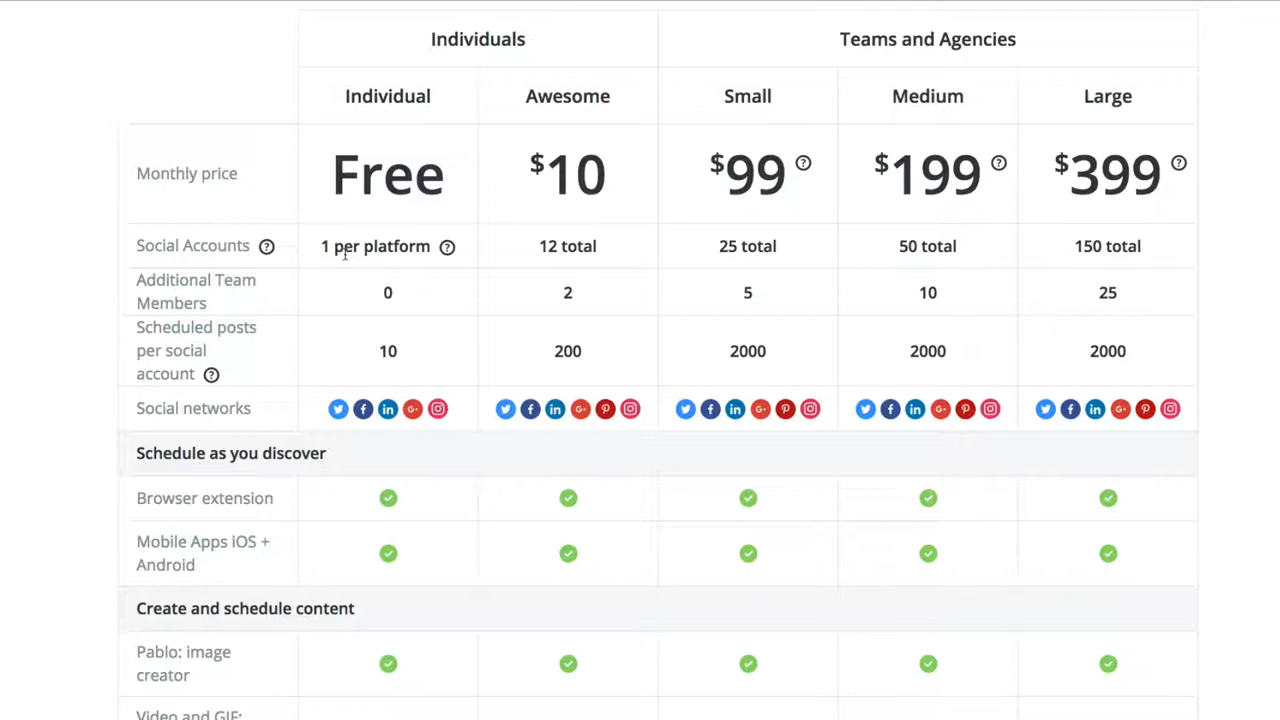 Individuals Teams and Agencies
Individual Awesome Small Medium Large
Monthly price Free $10 $99 ? $199 ? $399 ?
Social Accounts ? 1 per platform ? 12 total 25 total 50 total 150 total
Additional Team
Members 0 2 5 10 25
Scheduled posts
per social
account ? 10 200 2000 2000 2000
Social networks
Schedule as you discover
Browser extension
Mobile Apps iOS +
Android
Create and schedule content
Pablo: image
creator
Video and GIF: